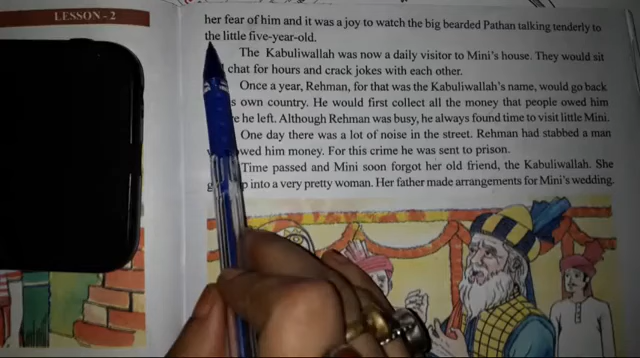 LESSON-2
her fear of him and it was a joy to watch the big bearded Pathan talking tenderly to
the little five-year-old.
The Kabuliwallah was now a daily visitor to Mini's house. They would sit
chat for hours and crack jokes with each other.
Once a year, Rehman, for that was the Kabuliwallah's name, would go back
own country. He would first collect all the money that people owed him
he left. Although Rehman was busy, he always found time to visit little Mini.
One day there was a lot of noise in the street. Rehman had stabbed a man
owed him money. For this crime he was sent to prison.
Time passed and Mini soon forgot her old friend, the Kabuliwallah. She
into a very pretty woman. Her father made arrangements for Mini's wedding.